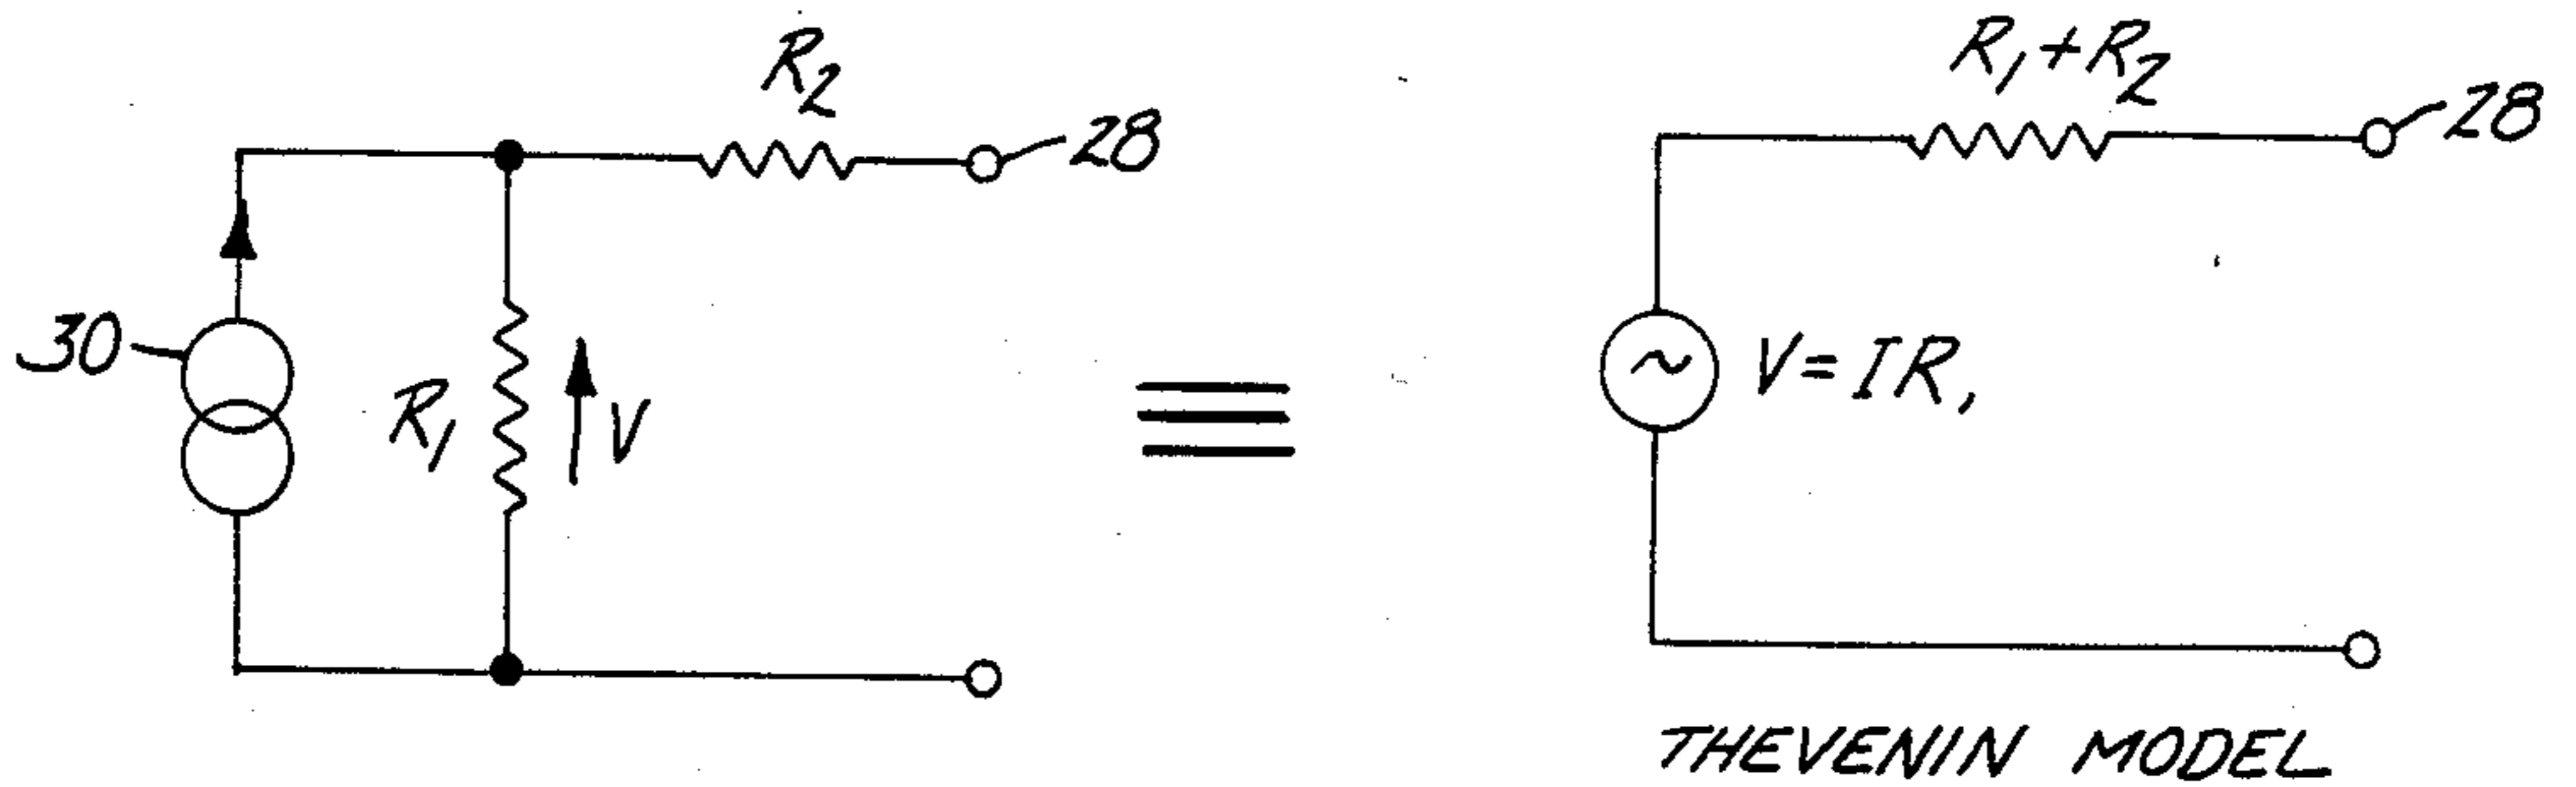 R₂
28
30
R₁
V
R₁+R₂
28
V=IR₁
THEVENIN MODEL